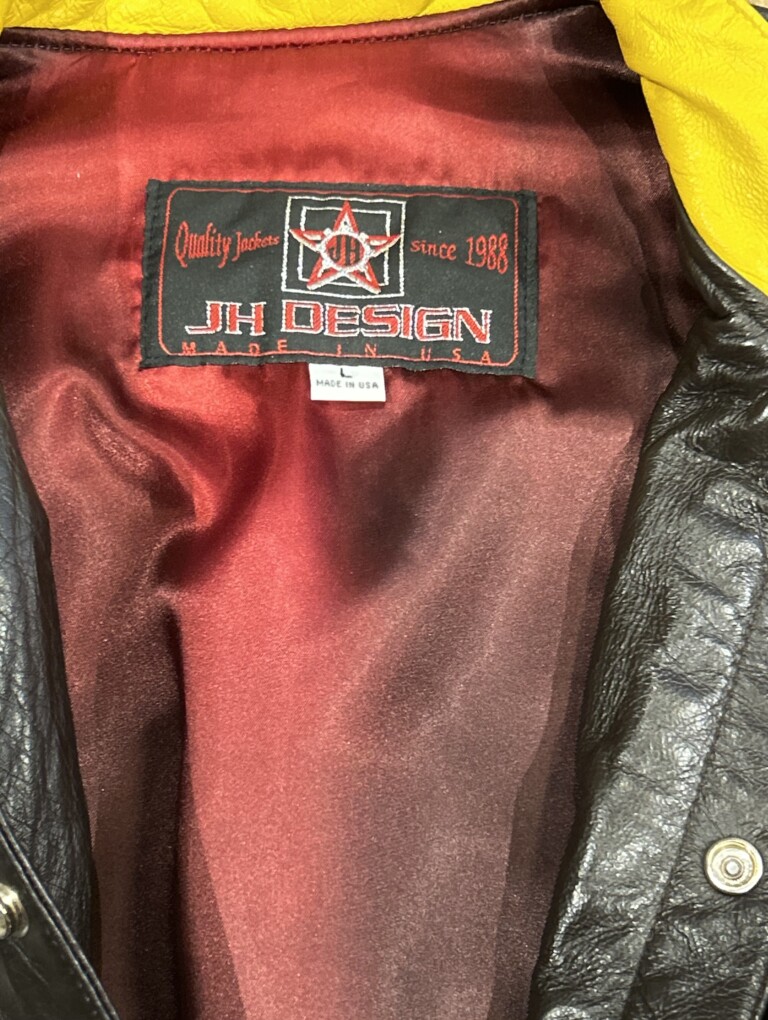 Quality Jackets JH since 1988
JH DESIGN
MADE IN USA
L
MADE IN USA